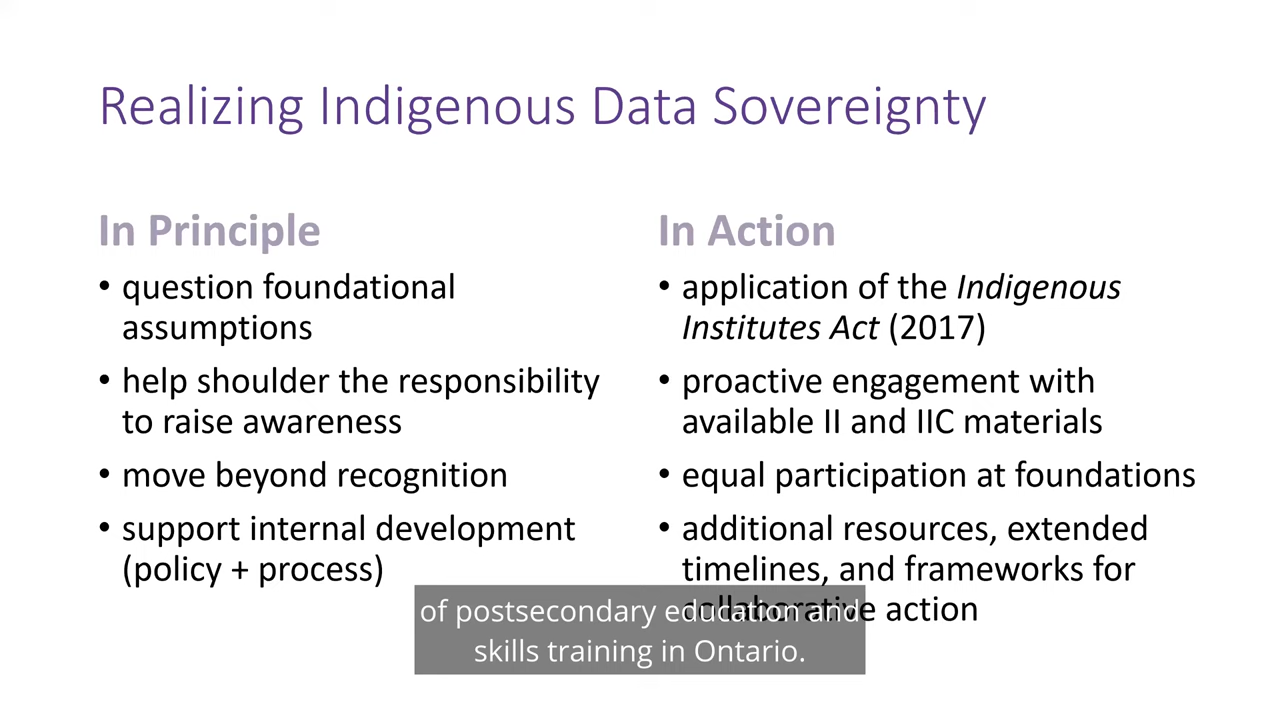 Realizing Indigenous Data Sovereignty
In Principle
• question foundational
assumptions
• help shoulder the responsibility
to raise awareness
• move beyond recognition
• support internal development
(policy + process)
In Action
• application of the Indigenous
Institutes Act (2017)
• proactive engagement with
available II and IIC materials
• equal participation at foundations
• additional resources, extended
timelines, and frameworks for
collaborative action
of postsecondary education and
skills training in Ontario.